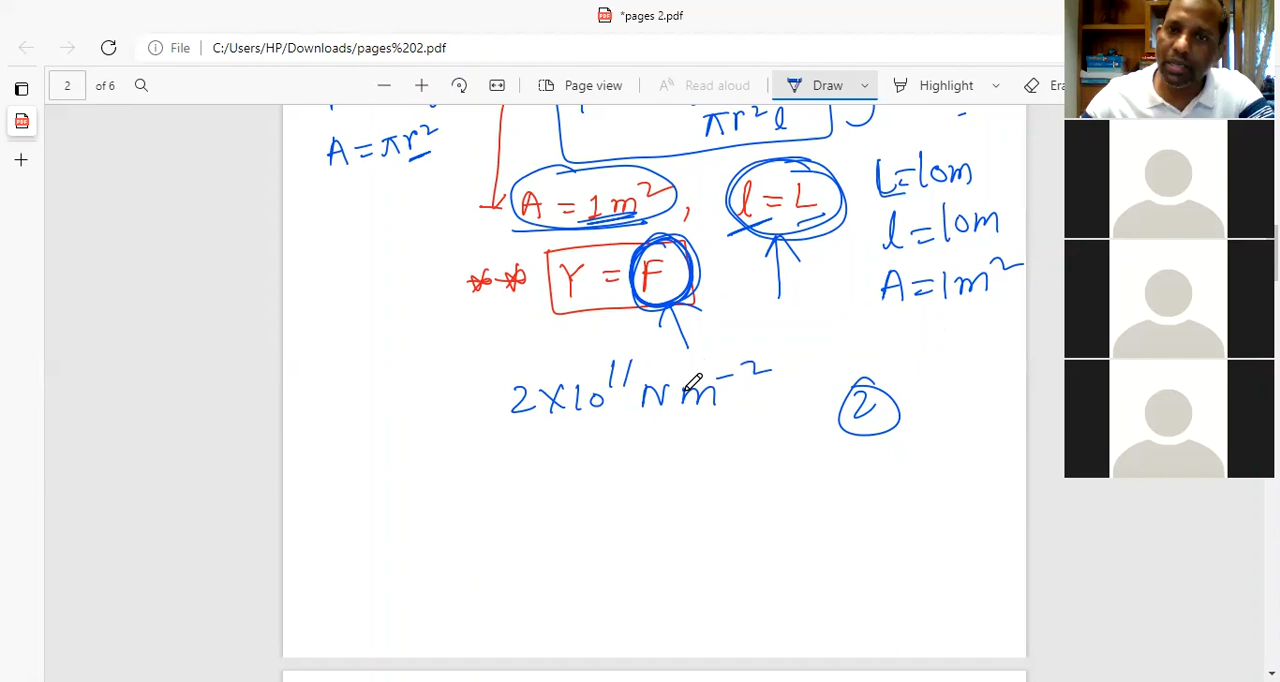 *pages 2.pdf
File | C:/Users/HP/Downloads/pages%202.pdf
2 of 6 Page view Read aloud Draw Highlight Era
πr²l
A = πr²
A = 1m², l = L
L=10m
l=10m
Y = F
A=1m²
2×10¹¹ Nm⁻² 2